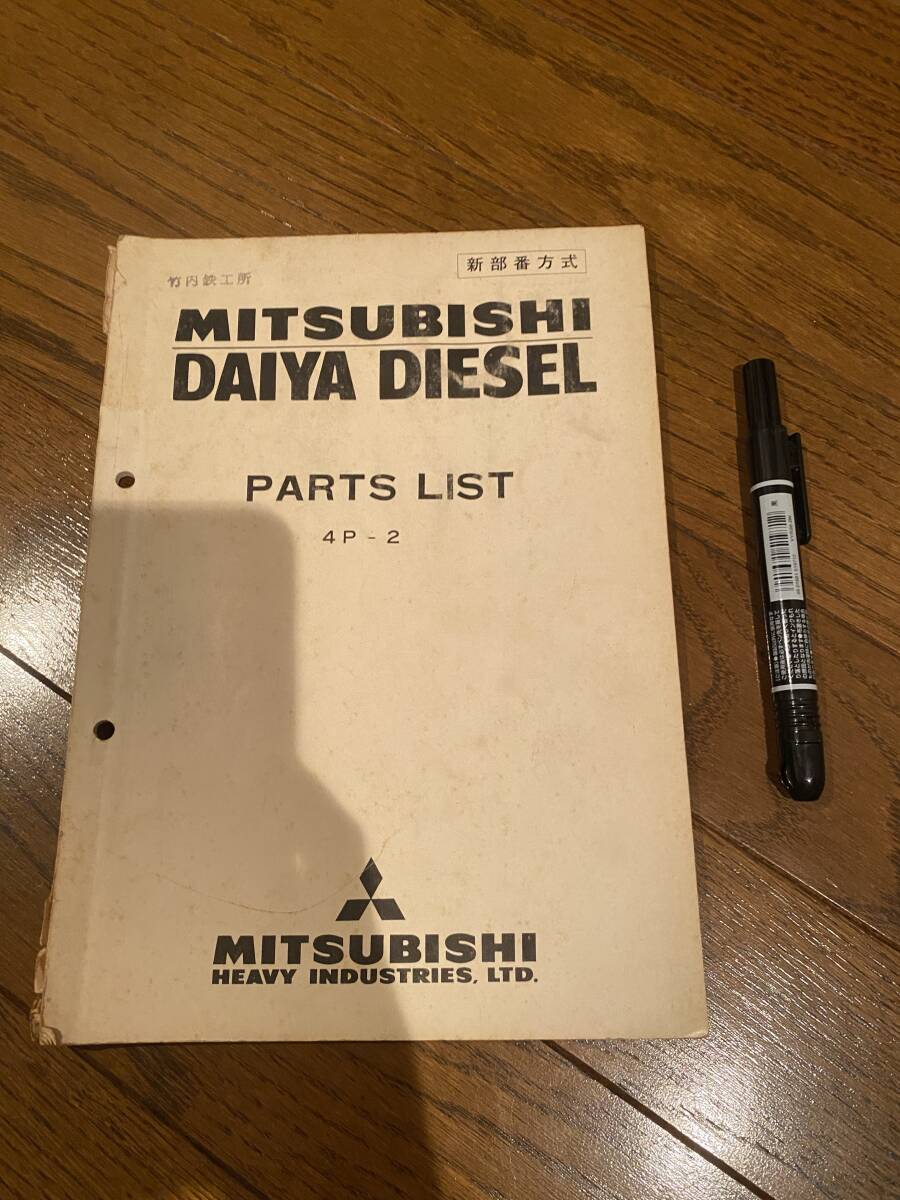 竹内鉄工所
新部番方式
MITSUBISHI
DAIYA DIESEL
PARTS LIST
4P-2
MITSUBISHI
HEAVY INDUSTRIES, LTD.
黒